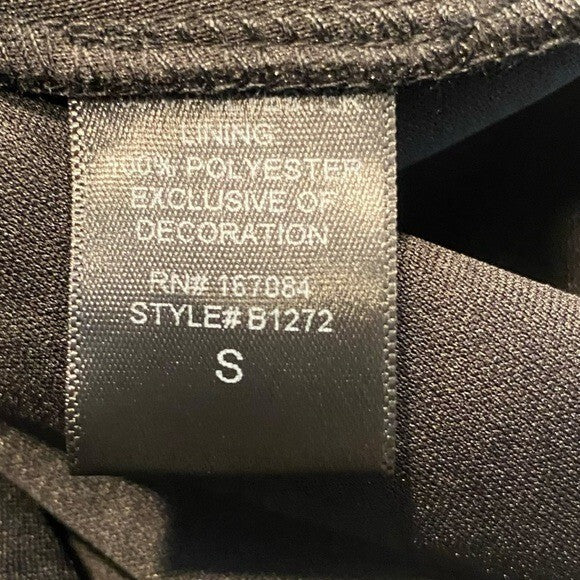 LINING
100% POLYESTER
EXCLUSIVE OF
DECORATION
RN# 167084
STYLE# B1272
S